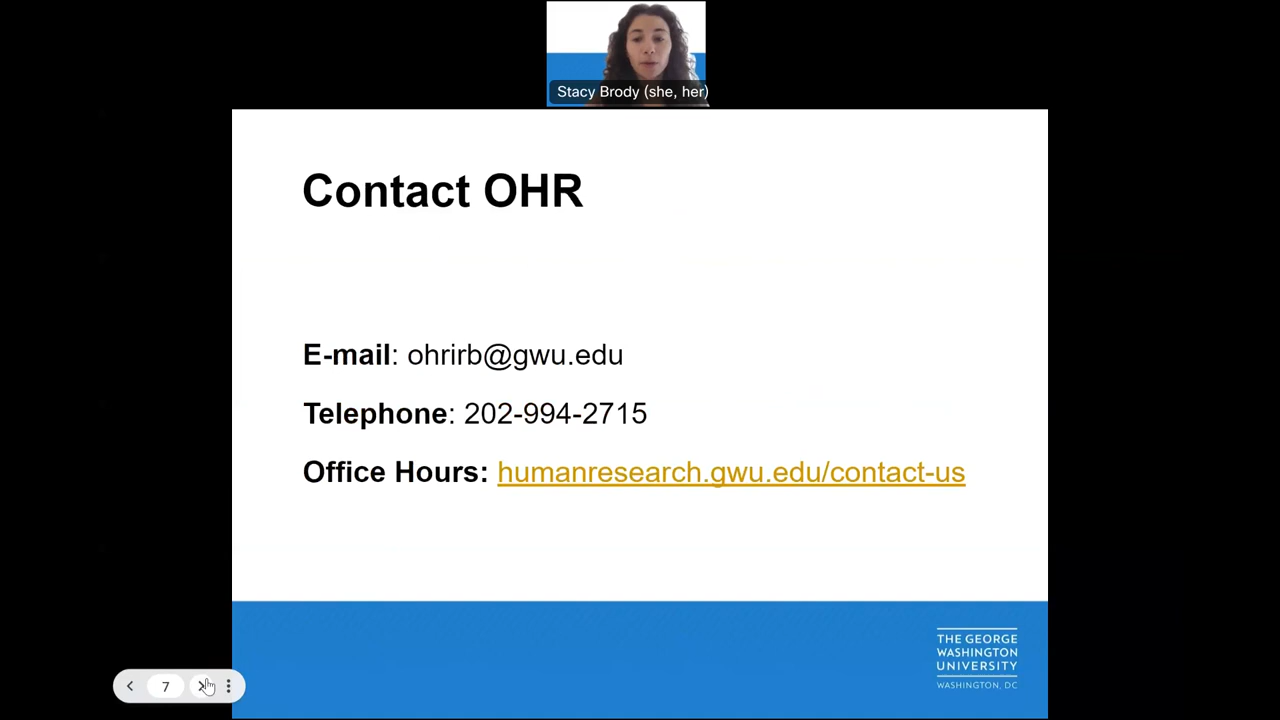 Stacy Brody (she, her)
Contact OHR
E-mail: ohrirb@gwu.edu
Telephone: 202-994-2715
Office Hours: humanresearch.gwu.edu/contact-us
THE GEORGE
WASHINGTON
UNIVERSITY
WASHINGTON, DC
7